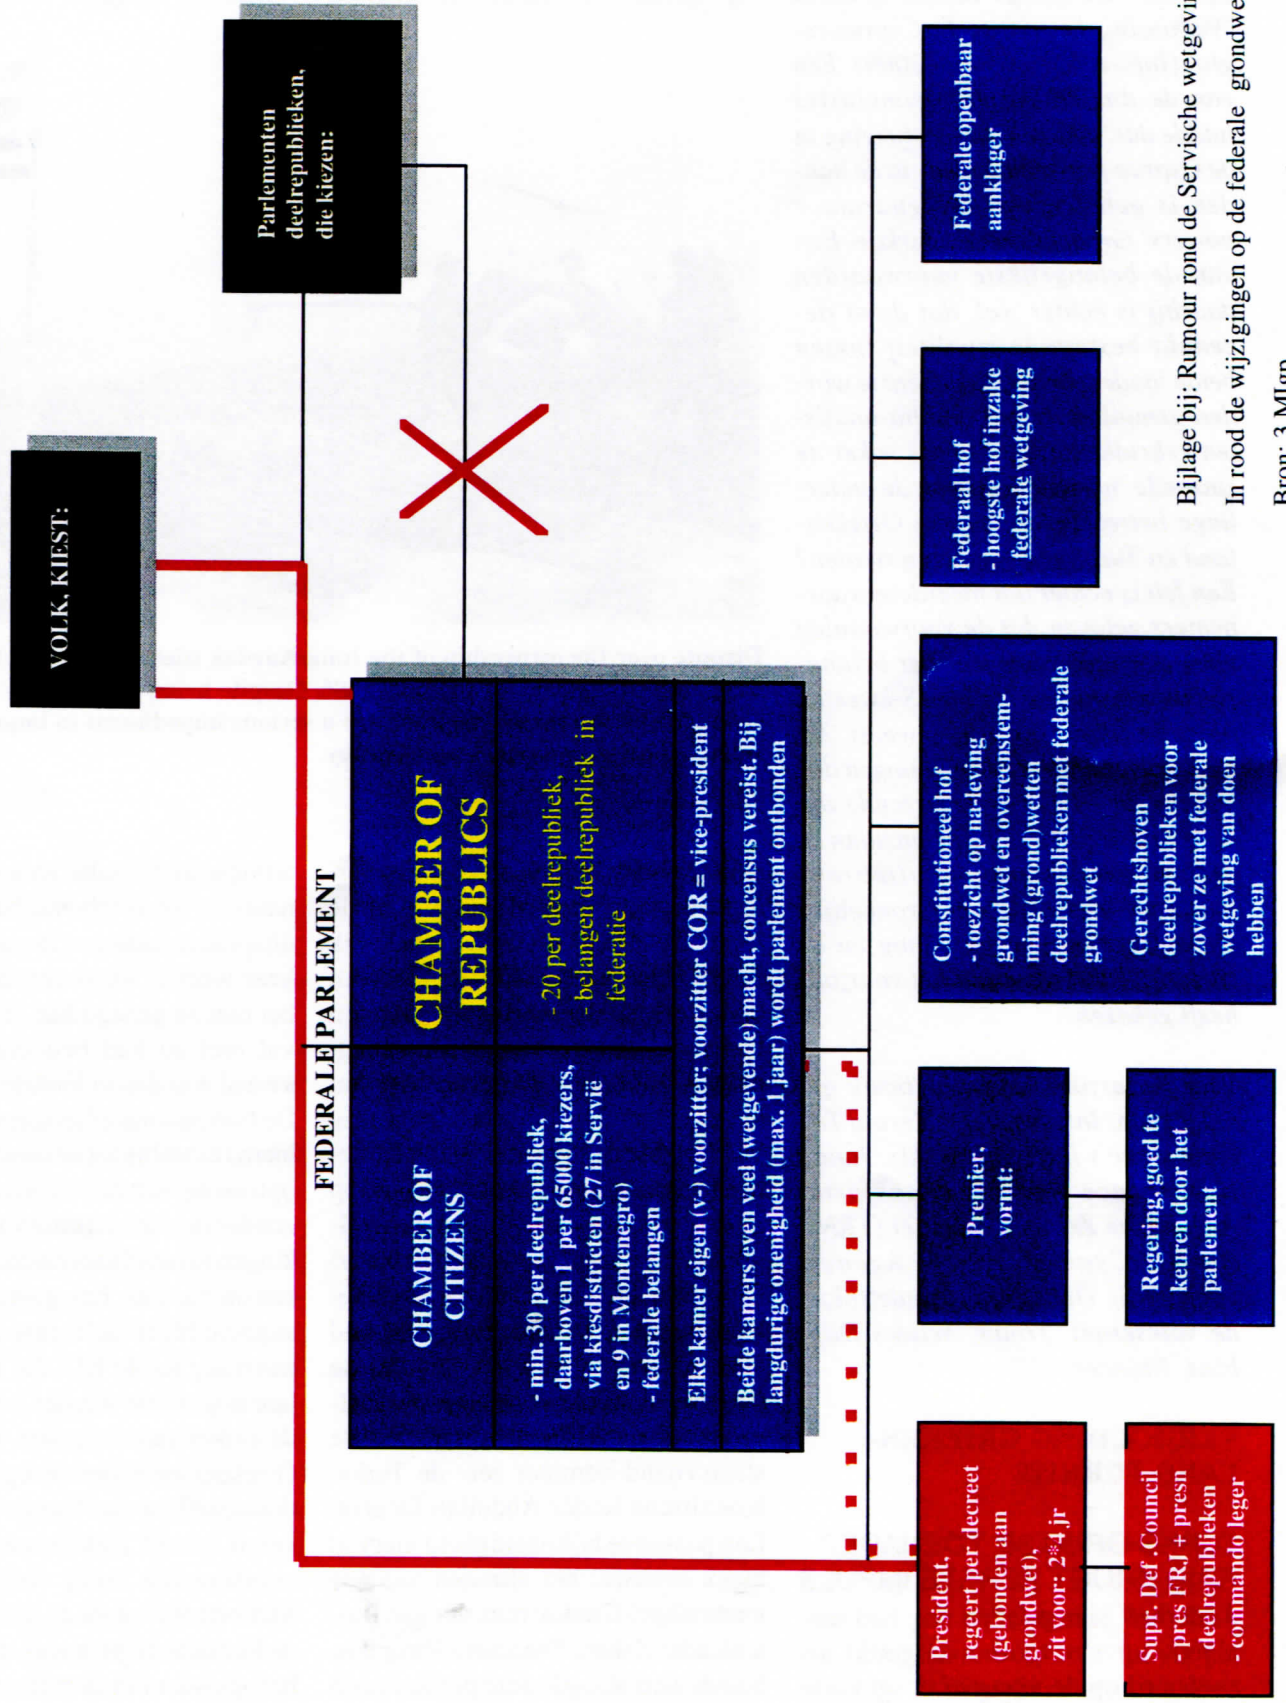 VOLK, KIEST:
Parlementen
deelrepublieken,
die kiezen:
FEDERALE PARLEMENT
CHAMBER OF
CITIZENS
CHAMBER OF
REPUBLICS
- min.30 per deelrepubliek,
daarboven 1 per 65000 kiezers,
via kiesdistricten (27 in Servië
en 9 in Montenegro)
- federale belangen
- 20 per deelrepubliek,
- belangen deelrepubliek in
federatie
Elke kamer eigen (v-) voorzitter; voorzitter COR = vice-president
Beide kamers even veel (wetgevende) macht, concensus vereist. Bij
langdurige onenigheid (max. 1 jaar) wordt parlement ontbonden
President,
regeert per decreet
(gebonden aan
grondwet),
zit voor: 2*4 jr
Supr. Def .Council
- pres FRJ + presn
deelrepublieken
- commando leger
Premier,
vormt:
Regering, goed te
keuren door het
parlement
Constitutioneel hof
- toezicht op na-leving
grondwet en overeenstem-
ming (grond)wetten
deelrepublieken met federale
grondwet
Gerechtshoven
deelrepublieken voor
zover ze met federale
wetgeving van doen
hebben
Federaal hof
- hoogste hof inzake
federale wetgeving
Federale openbaar
aanklager
Bijlage bij: Rumour rond de Servische wetgevin
In rood de wijzigingen op de federale grondwe
Bron: 3 MIgp